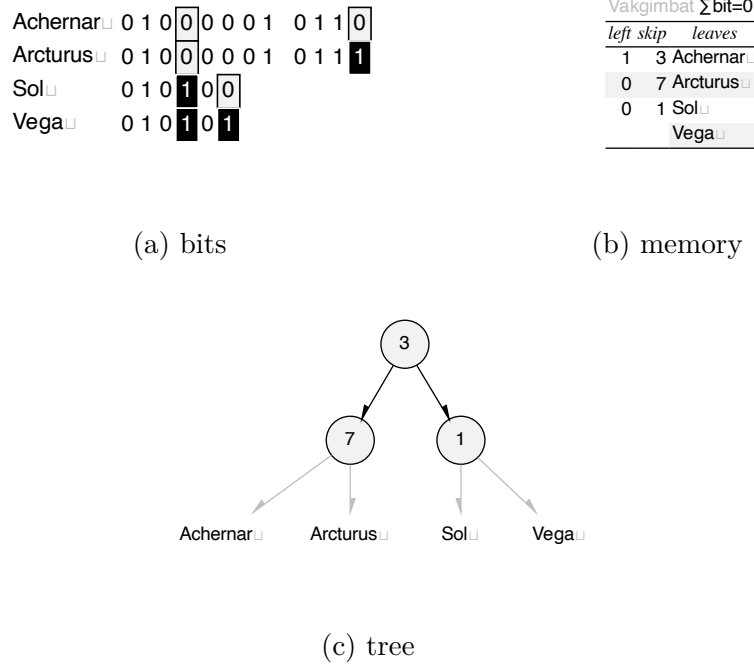 Achernar␣ 0 1 0 0 0 0 0 1 0 1 1 0
Arcturus␣ 0 1 0 0 0 0 0 1 0 1 1 1
Sol␣ 0 1 0 1 0 0
Vega␣ 0 1 0 1 0 1
(a) bits
Vakgimbat ∑bit=0
left skip leaves
1 3 Achernar␣
0 7 Arcturus␣
0 1 Sol␣
Vega␣
(b) memory
3
7 1
Achernar␣ Arcturus␣ Sol␣ Vega␣
(c) tree